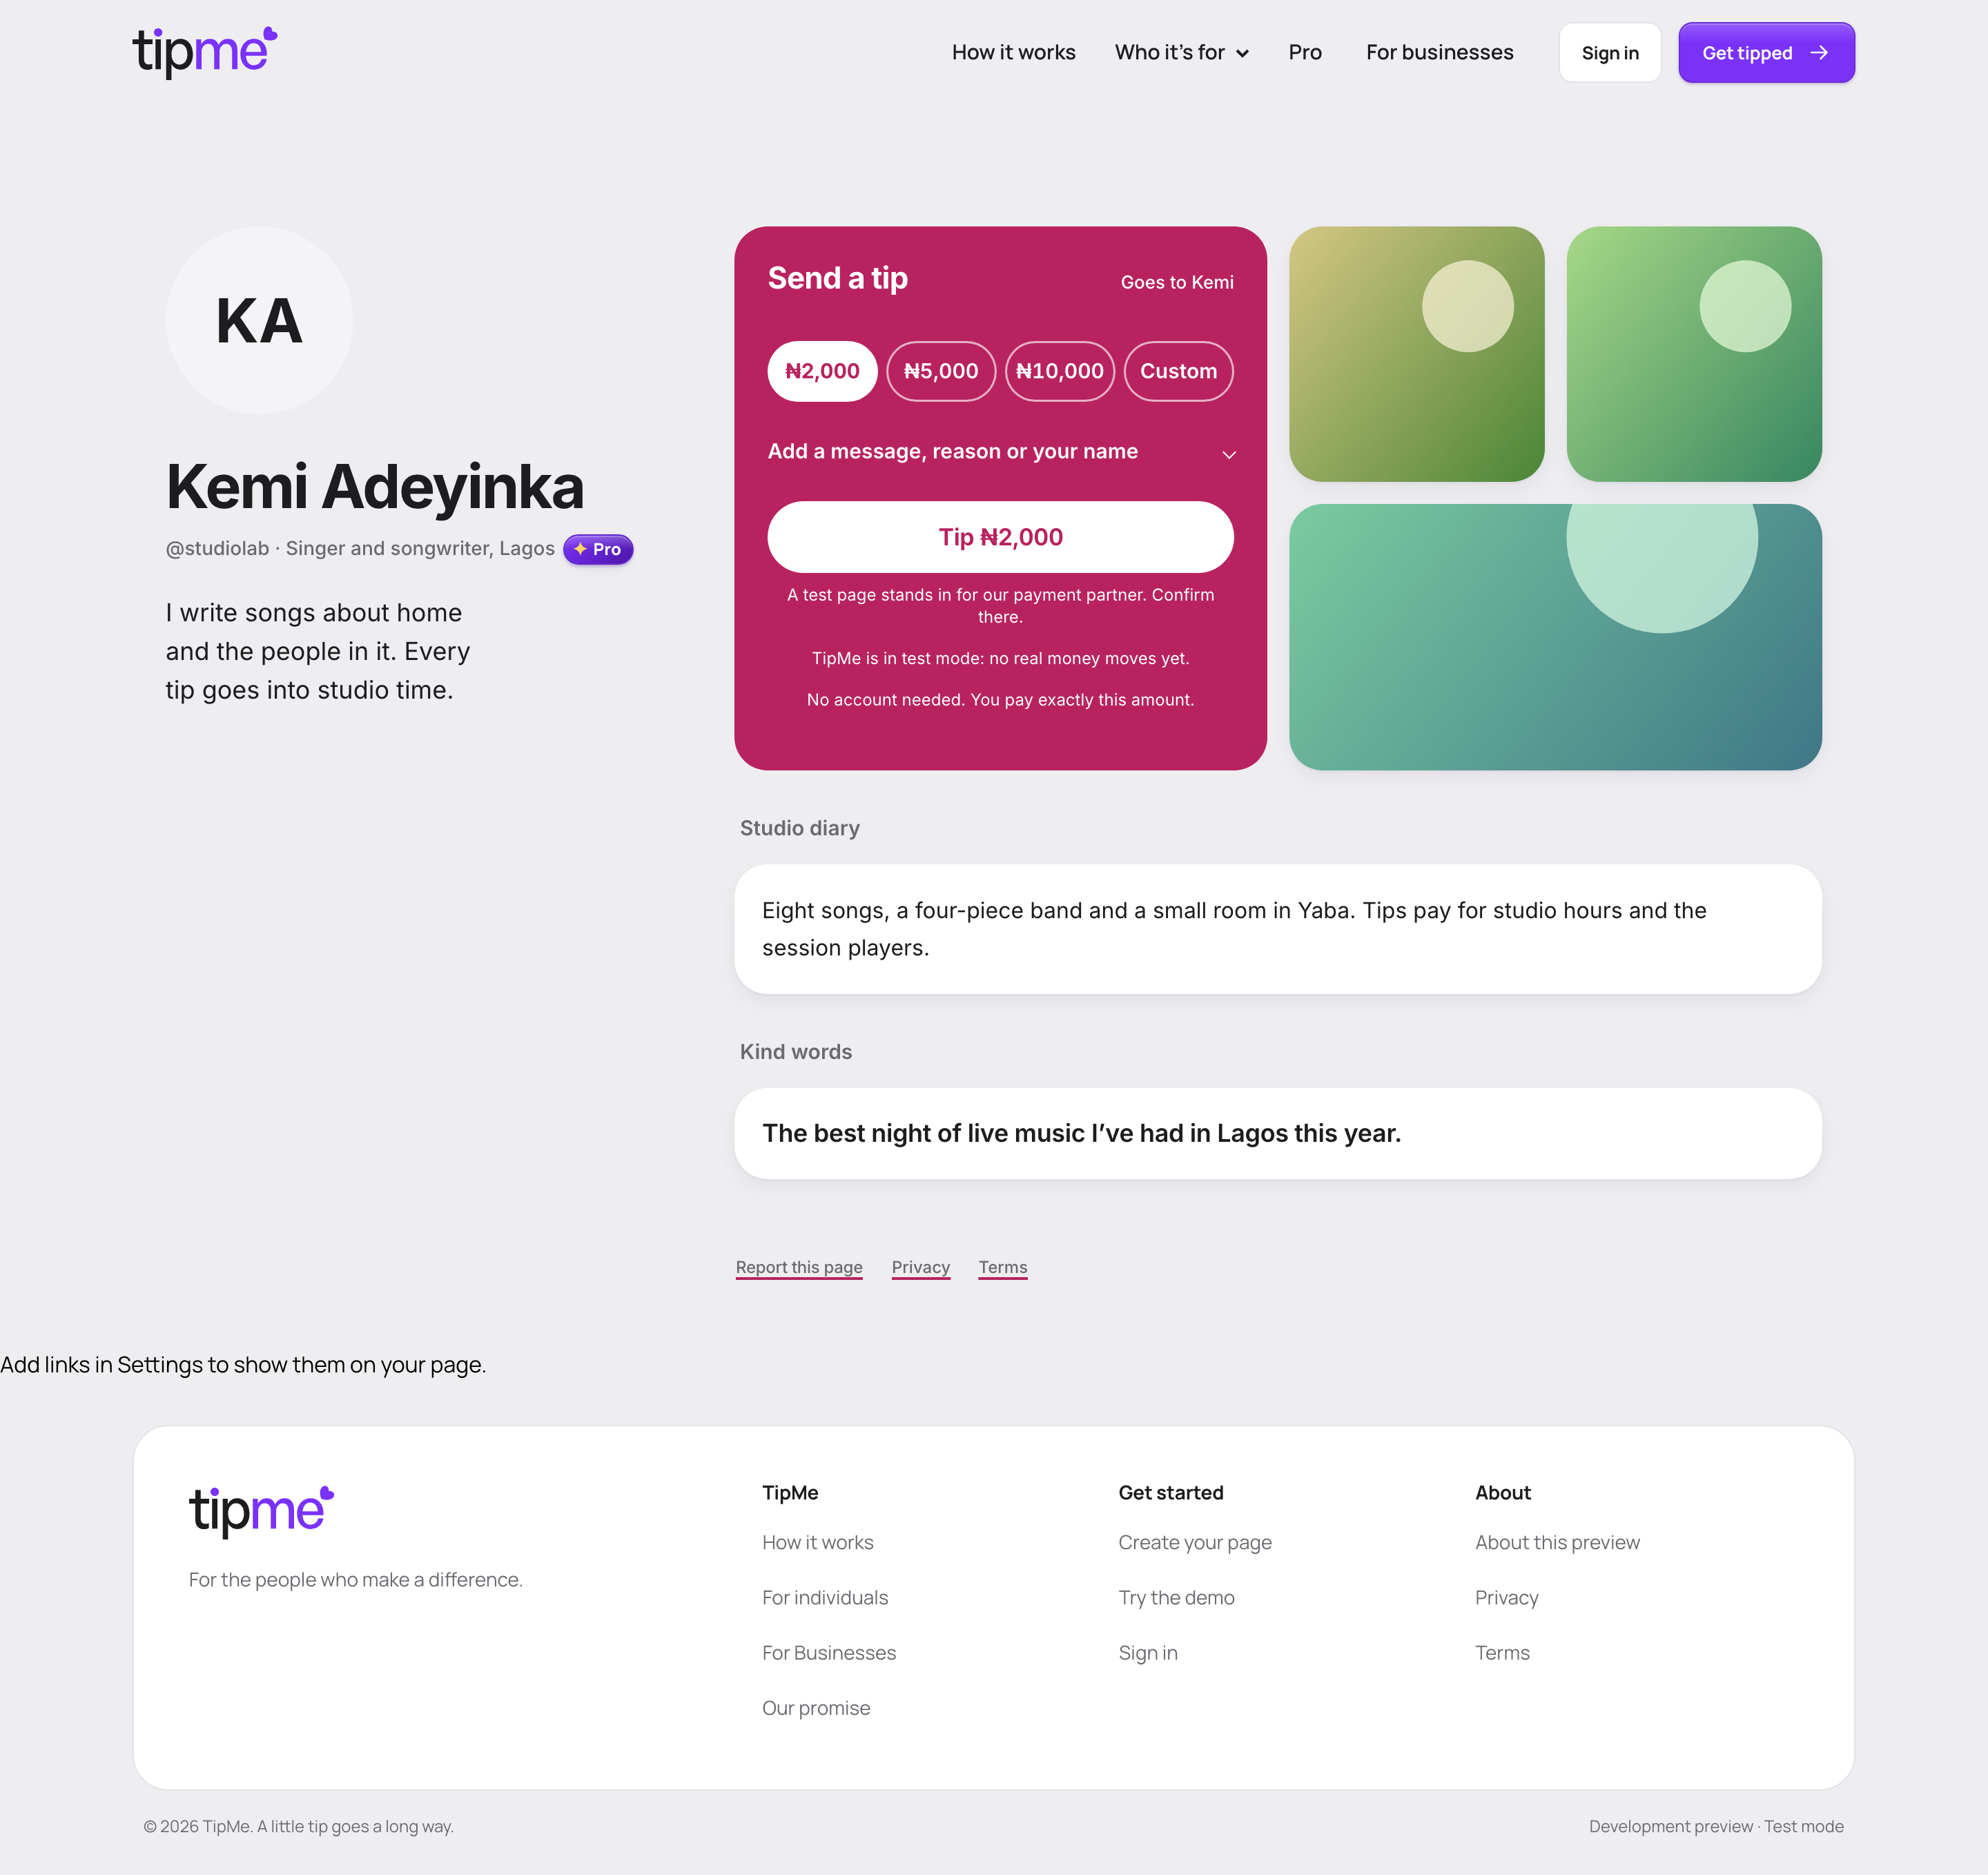 tipme
How it works
Who it's for
Pro
For businesses
Sign in
Get tipped
KA
Kemi Adeyinka
@studiolab · Singer and songwriter, Lagos
Pro
I write songs about home
and the people in it. Every
tip goes into studio time.
Send a tip
Goes to Kemi
₦2,000
₦5,000
₦10,000
Custom
Add a message, reason or your name
Tip ₦2,000
A test page stands in for our payment partner. Confirm
there.
TipMe is in test mode: no real money moves yet.
No account needed. You pay exactly this amount.
Studio diary
Eight songs, a four-piece band and a small room in Yaba. Tips pay for studio hours and the
session players.
Kind words
The best night of live music I’ve had in Lagos this year.
Report this page
Privacy
Terms
Add links in Settings to show them on your page.
tipme
For the people who make a difference.
TipMe
How it works
For individuals
For Businesses
Our promise
Get started
Create your page
Try the demo
Sign in
About
About this preview
Privacy
Terms
© 2026 TipMe. A little tip goes a long way.
Development preview · Test mode